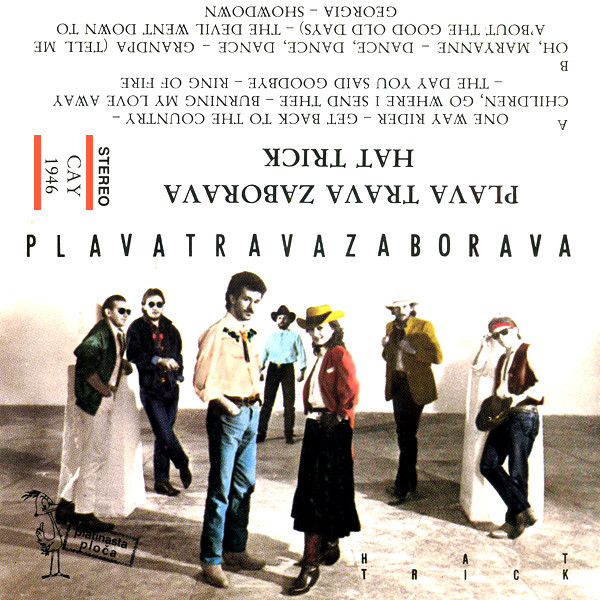 PLAVA TRAVA ZABORAVA
HAT TRICK
A
ONE WAY RIDER – GET BACK TO THE COUNTRY –
CHILDREN, GO WHERE I SEND THEE – BURNING MY LOVE AWAY
– THE DAY YOU SAID GOODBYE – RING OF FIRE
B
OH, MARYANNE – DANCE, DANCE, DANCE – GRANDPA (TELL ME
A'BOUT THE GOOD OLD DAYS) – THE DEVIL WENT DOWN TO
GEORGIA – SHOWDOWN
STEREO
CAY
1946
PLAVATRAVAZABORAVA
platinasta
ploča
HAT
TRICK